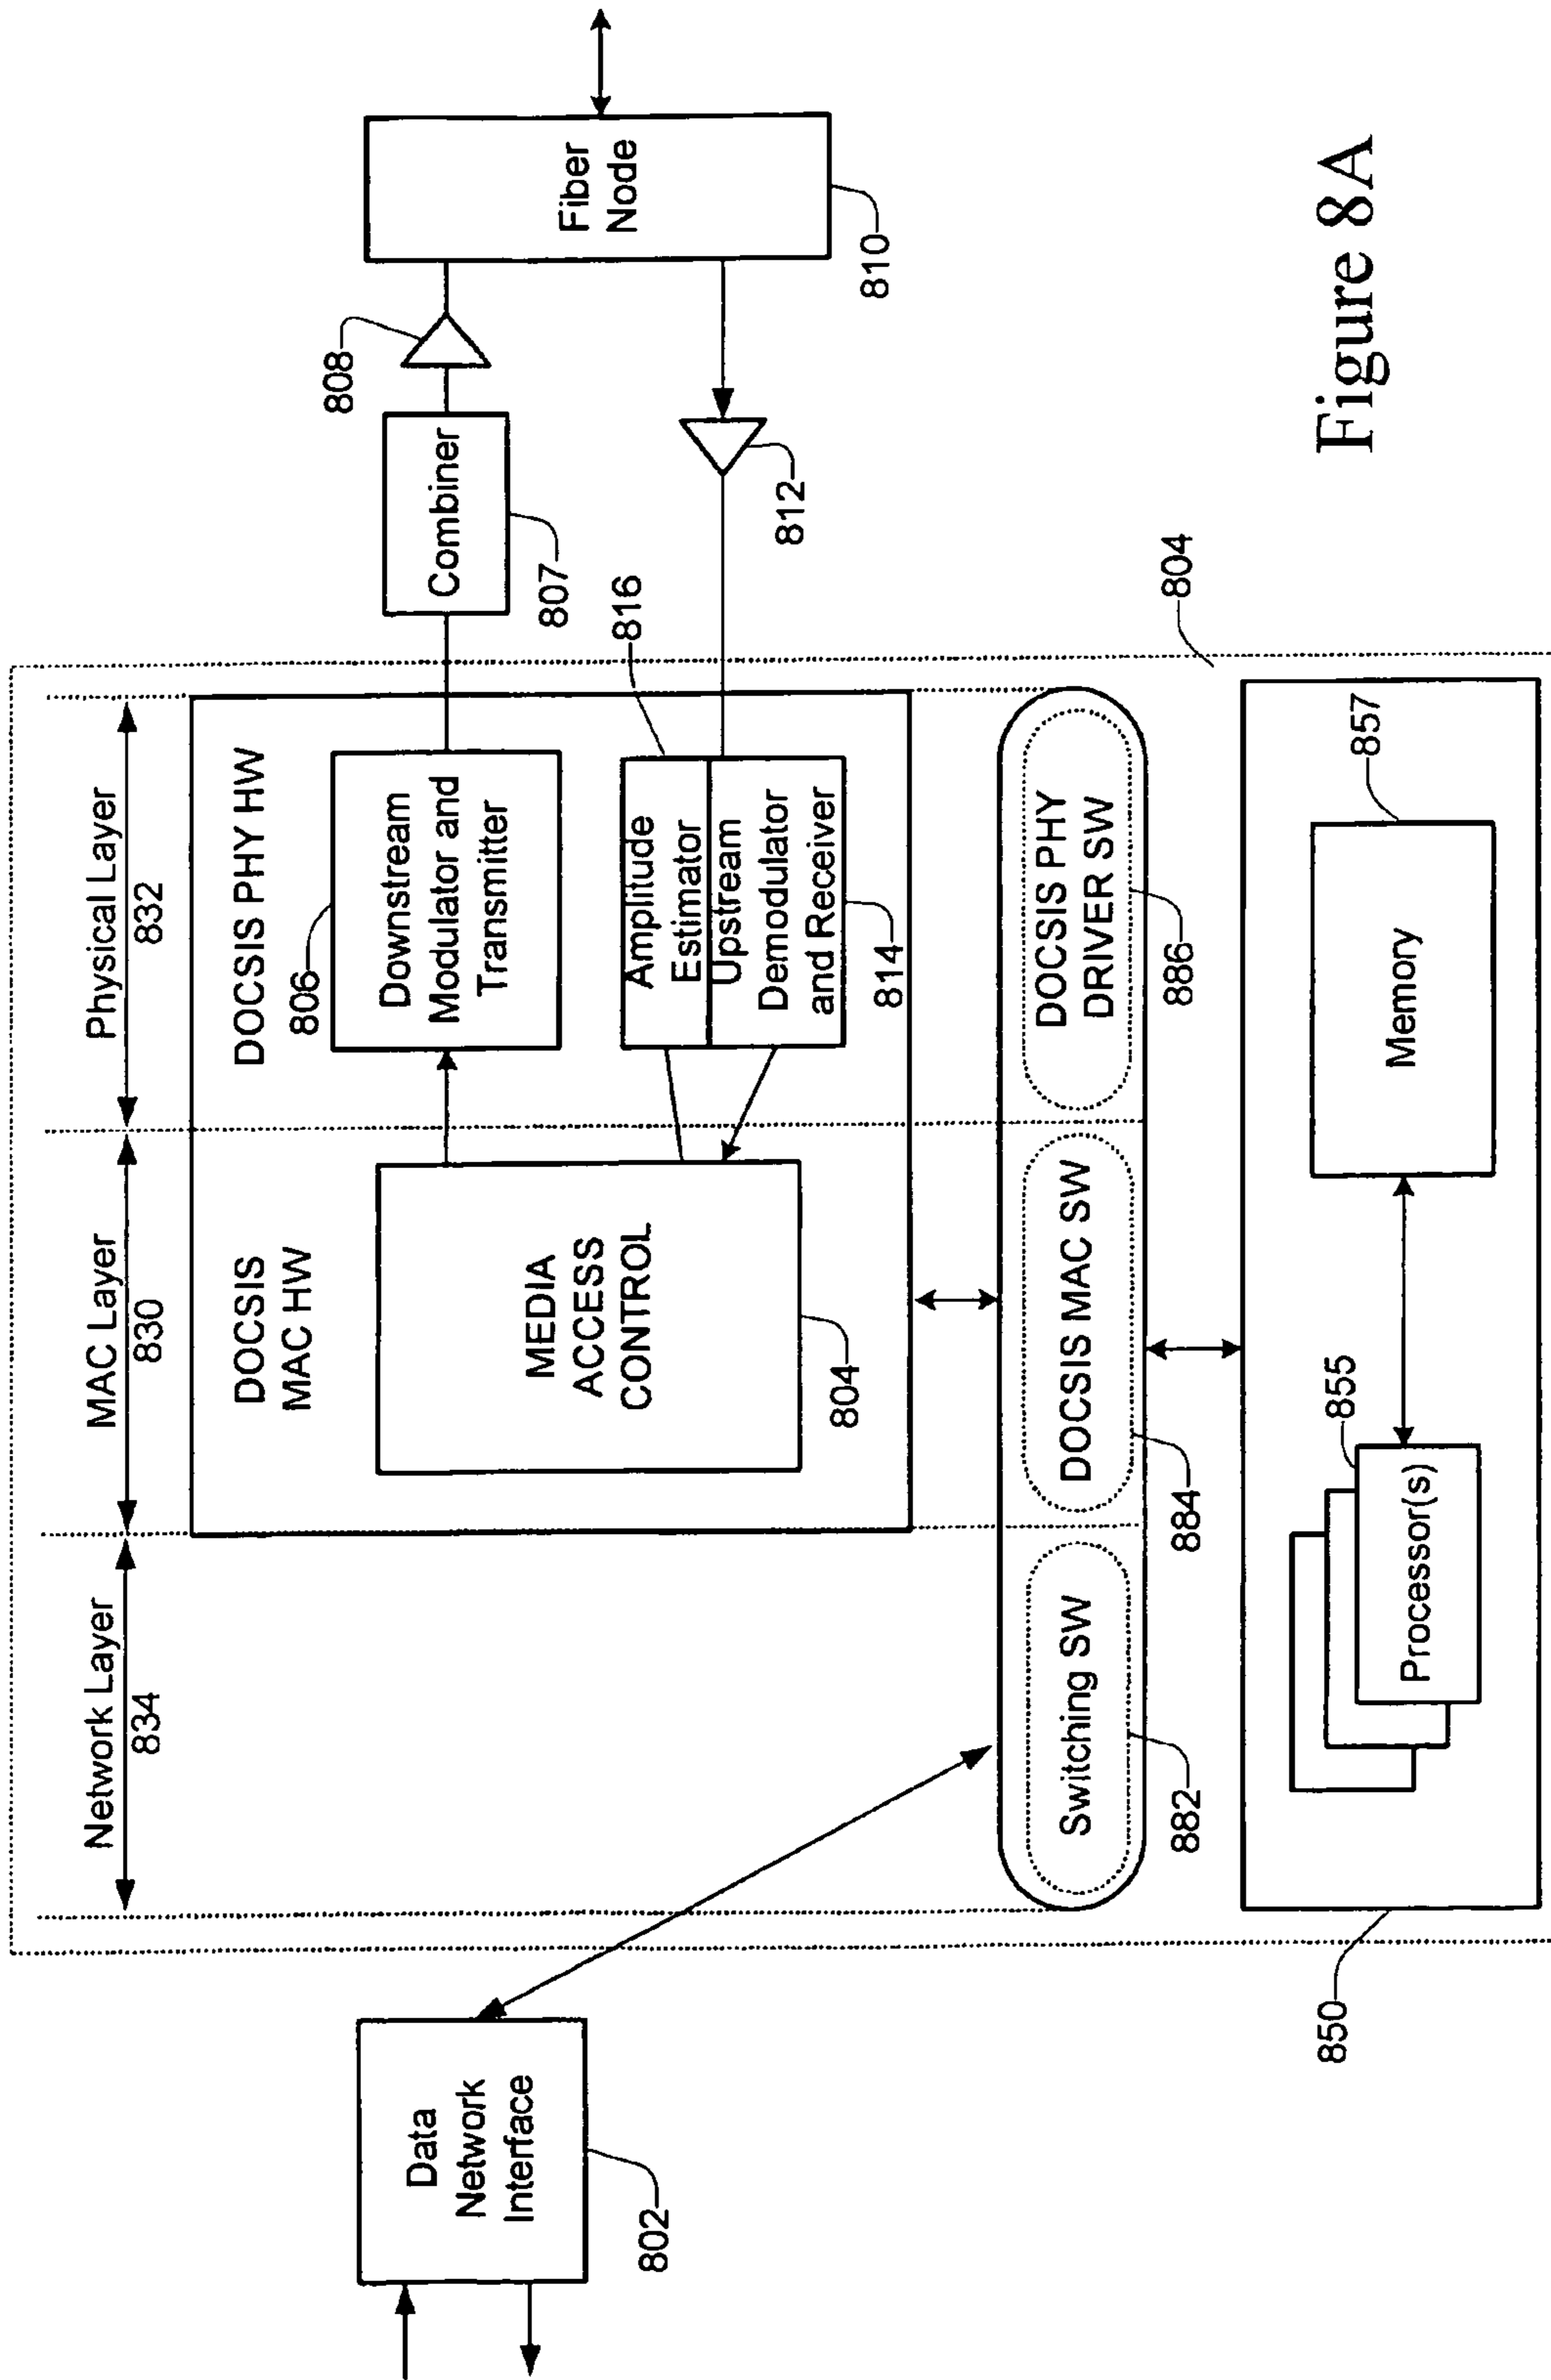 Network Layer
834
MAC Layer
830
Physical Layer
832
DOCSIS
MAC HW
DOCSIS PHY HW
MEDIA
ACCESS
CONTROL
804
806
Downstream
Modulator and
Transmitter
Amplitude
Estimator
816
Upstream
Demodulator
and Receiver
814
Combiner
807
808
812
Fiber
Node
810
Data
Network
Interface
802
Switching SW
882
DOCSIS MAC SW
884
DOCSIS PHY
DRIVER SW
886
804
850
Processor(s)
855
Memory
857
Figure 8A